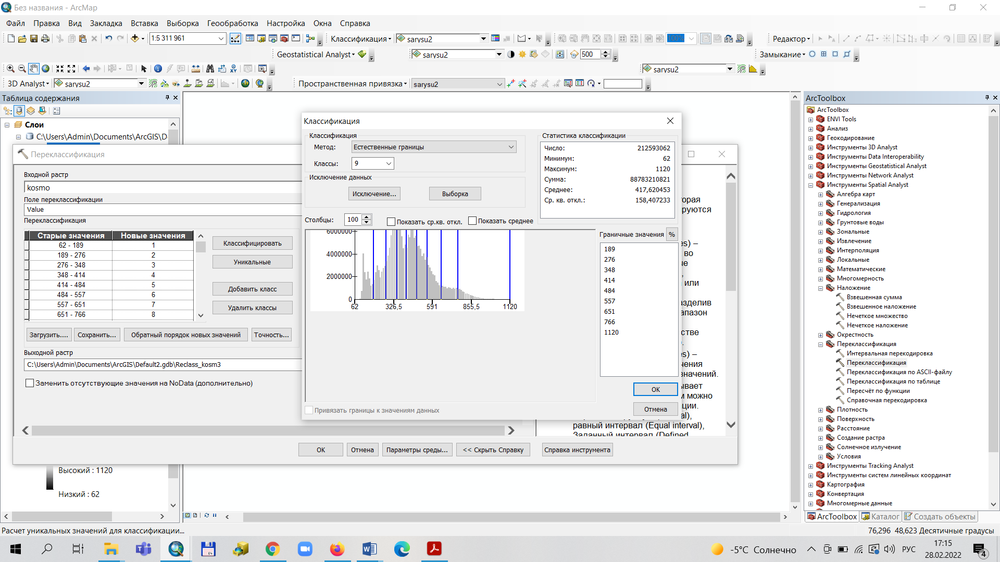 Без названия - ArcMap
Файл Правка Вид Закладка Вставка Выборка Геообработка Настройка Окна Справка
1:5 311 961 Классификация sarysu2 100% Редактор
Geostatistical Analyst sarysu2 500 Замыкание
sarysu2
3D Analyst sarysu2 Пространственная привязка sarysu2
Таблица содержания
Слои
C:\Users\Admin\Documents\ArcGIS\D
Высокий : 1120
Низкий : 62
Переклассификация
Входной растр
kosmo
Поле переклассификации
Value
Переклассификация
Старые значения Новые значения
62 - 189 1
189 - 276 2
276 - 348 3
348 - 414 4
414 - 484 5
484 - 557 6
557 - 651 7
651 - 766 8
Классифицировать
Уникальные
Добавить класс
Удалить классы
Загрузить.... Сохранить... Обратный порядок новых значений Точность...
Выходной растр
C:\Users\Admin\Documents\ArcGIS\Default2.gdb\Reclass_kosm3
Заменить отсутствующие значения на NoData (дополнительно)
OK Отмена Параметры среды... << Скрыть Справку Справка инструмента
Классификация
Классификация
Метод: Естественные границы
Классы: 9
Исключение данных
Исключение... Выборка
Статистика классификации
Число: 212593062
Минимум: 62
Максимум: 1120
Сумма: 88783210821
Среднее: 417,620453
Ср. кв. откл.: 158,407233
Столбцы: 100 Показать ср.кв. откл. Показать среднее
6000000
4000000
2000000
0
62 326,5 591 855,5 1120
Граничные значения %
189
276
348
414
484
557
651
766
1120
OK
Отмена
Привязать границы к значениям данных
орая
руются
es) –
во
ые
или
азделив
апазон
стве
es) –
чения
значений.
ывает
и можно
ции.
al),
равный интервал (Equal interval),
Заданный интервал (Defined
ArcToolbox
ArcToolbox
ENVI Tools
Анализ
Геокодирование
Инструменты 3D Analyst
Инструменты Data Interoperability
Инструменты Geostatistical Analyst
Инструменты Network Analyst
Инструменты Spatial Analyst
Алгебра карт
Генерализация
Гидрология
Грунтовые воды
Зональные
Извлечение
Интерполяция
Локальные
Математические
Многомерность
Наложение
Взвешенная сумма
Взвешенное наложение
Нечеткое множество
Нечеткое наложение
Окрестность
Переклассификация
Интервальная перекодировка
Переклассификация
Переклассификация по ASCII-файлу
Переклассификация по таблице
Пересчёт по функции
Справочная перекодировка
Плотность
Поверхность
Расстояние
Создание растра
Солнечное излучение
Условия
Инструменты Tracking Analyst
Инструменты систем линейных координат
Картография
Конвертация
Многомерные данные
ArcToolbox Каталог Создать объекты
Расчет уникальных значений для классификации...
76,296 48,623 Десятичные градусы
-5°C Солнечно РУС 17:15
28.02.2022
4